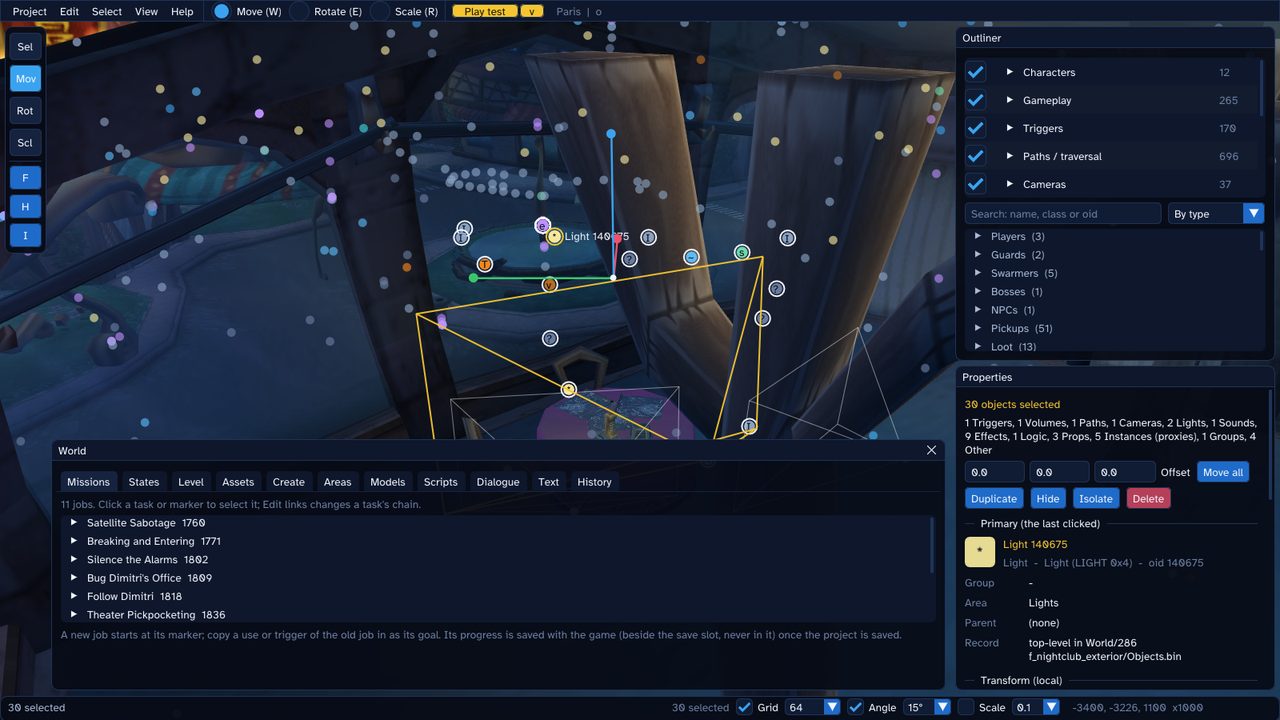 Project Edit Select View Help Move (W) Rotate (E) Scale (R) Play test v Paris | o
Sel
Mov
Rot
Scl
F
H
I
Light 140675
Outliner
Characters 12
Gameplay 265
Triggers 170
Paths / traversal 696
Cameras 37
Search: name, class or oid By type
Players (3)
Guards (2)
Swarmers (5)
Bosses (1)
NPCs (1)
Pickups (51)
Loot (13)
Properties
30 objects selected
1 Triggers, 1 Volumes, 1 Paths, 1 Cameras, 2 Lights, 1 Sounds,
9 Effects, 1 Logic, 3 Props, 5 Instances (proxies), 1 Groups, 4
Other
0.0 0.0 0.0 Offset Move all
Duplicate Hide Isolate Delete
Primary (the last clicked)
* Light 140675
Light - Light (LIGHT 0x4) - oid 140675
Group -
Area Lights
Parent (none)
Record top-level in World/286
f_nightclub_exterior/Objects.bin
Transform (local)
World
Missions States Level Assets Create Areas Models Scripts Dialogue Text History
11 jobs. Click a task or marker to select it; Edit links changes a task's chain.
Satellite Sabotage 1760
Breaking and Entering 1771
Silence the Alarms 1802
Bug Dimitri's Office 1809
Follow Dimitri 1818
Theater Pickpocketing 1836
A new job starts at its marker; copy a use or trigger of the old job in as its goal. Its progress is saved with the game (beside the save slot, never in it) once the project is saved.
30 selected 30 selected Grid 64 Angle 15° Scale 0.1 -3400, -3226, 1100 x1000